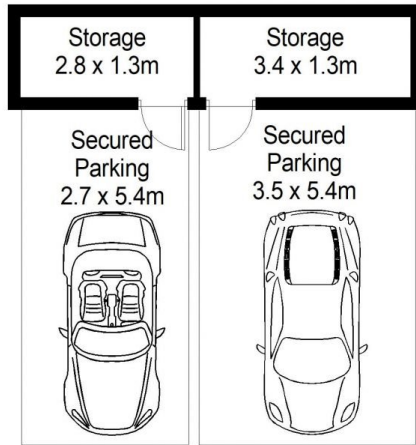 Storage
2.8 x 1.3m
Storage
3.4 x 1.3m
Secured
Parking
2.7 x 5.4m
Secured
Parking
3.5 x 5.4m